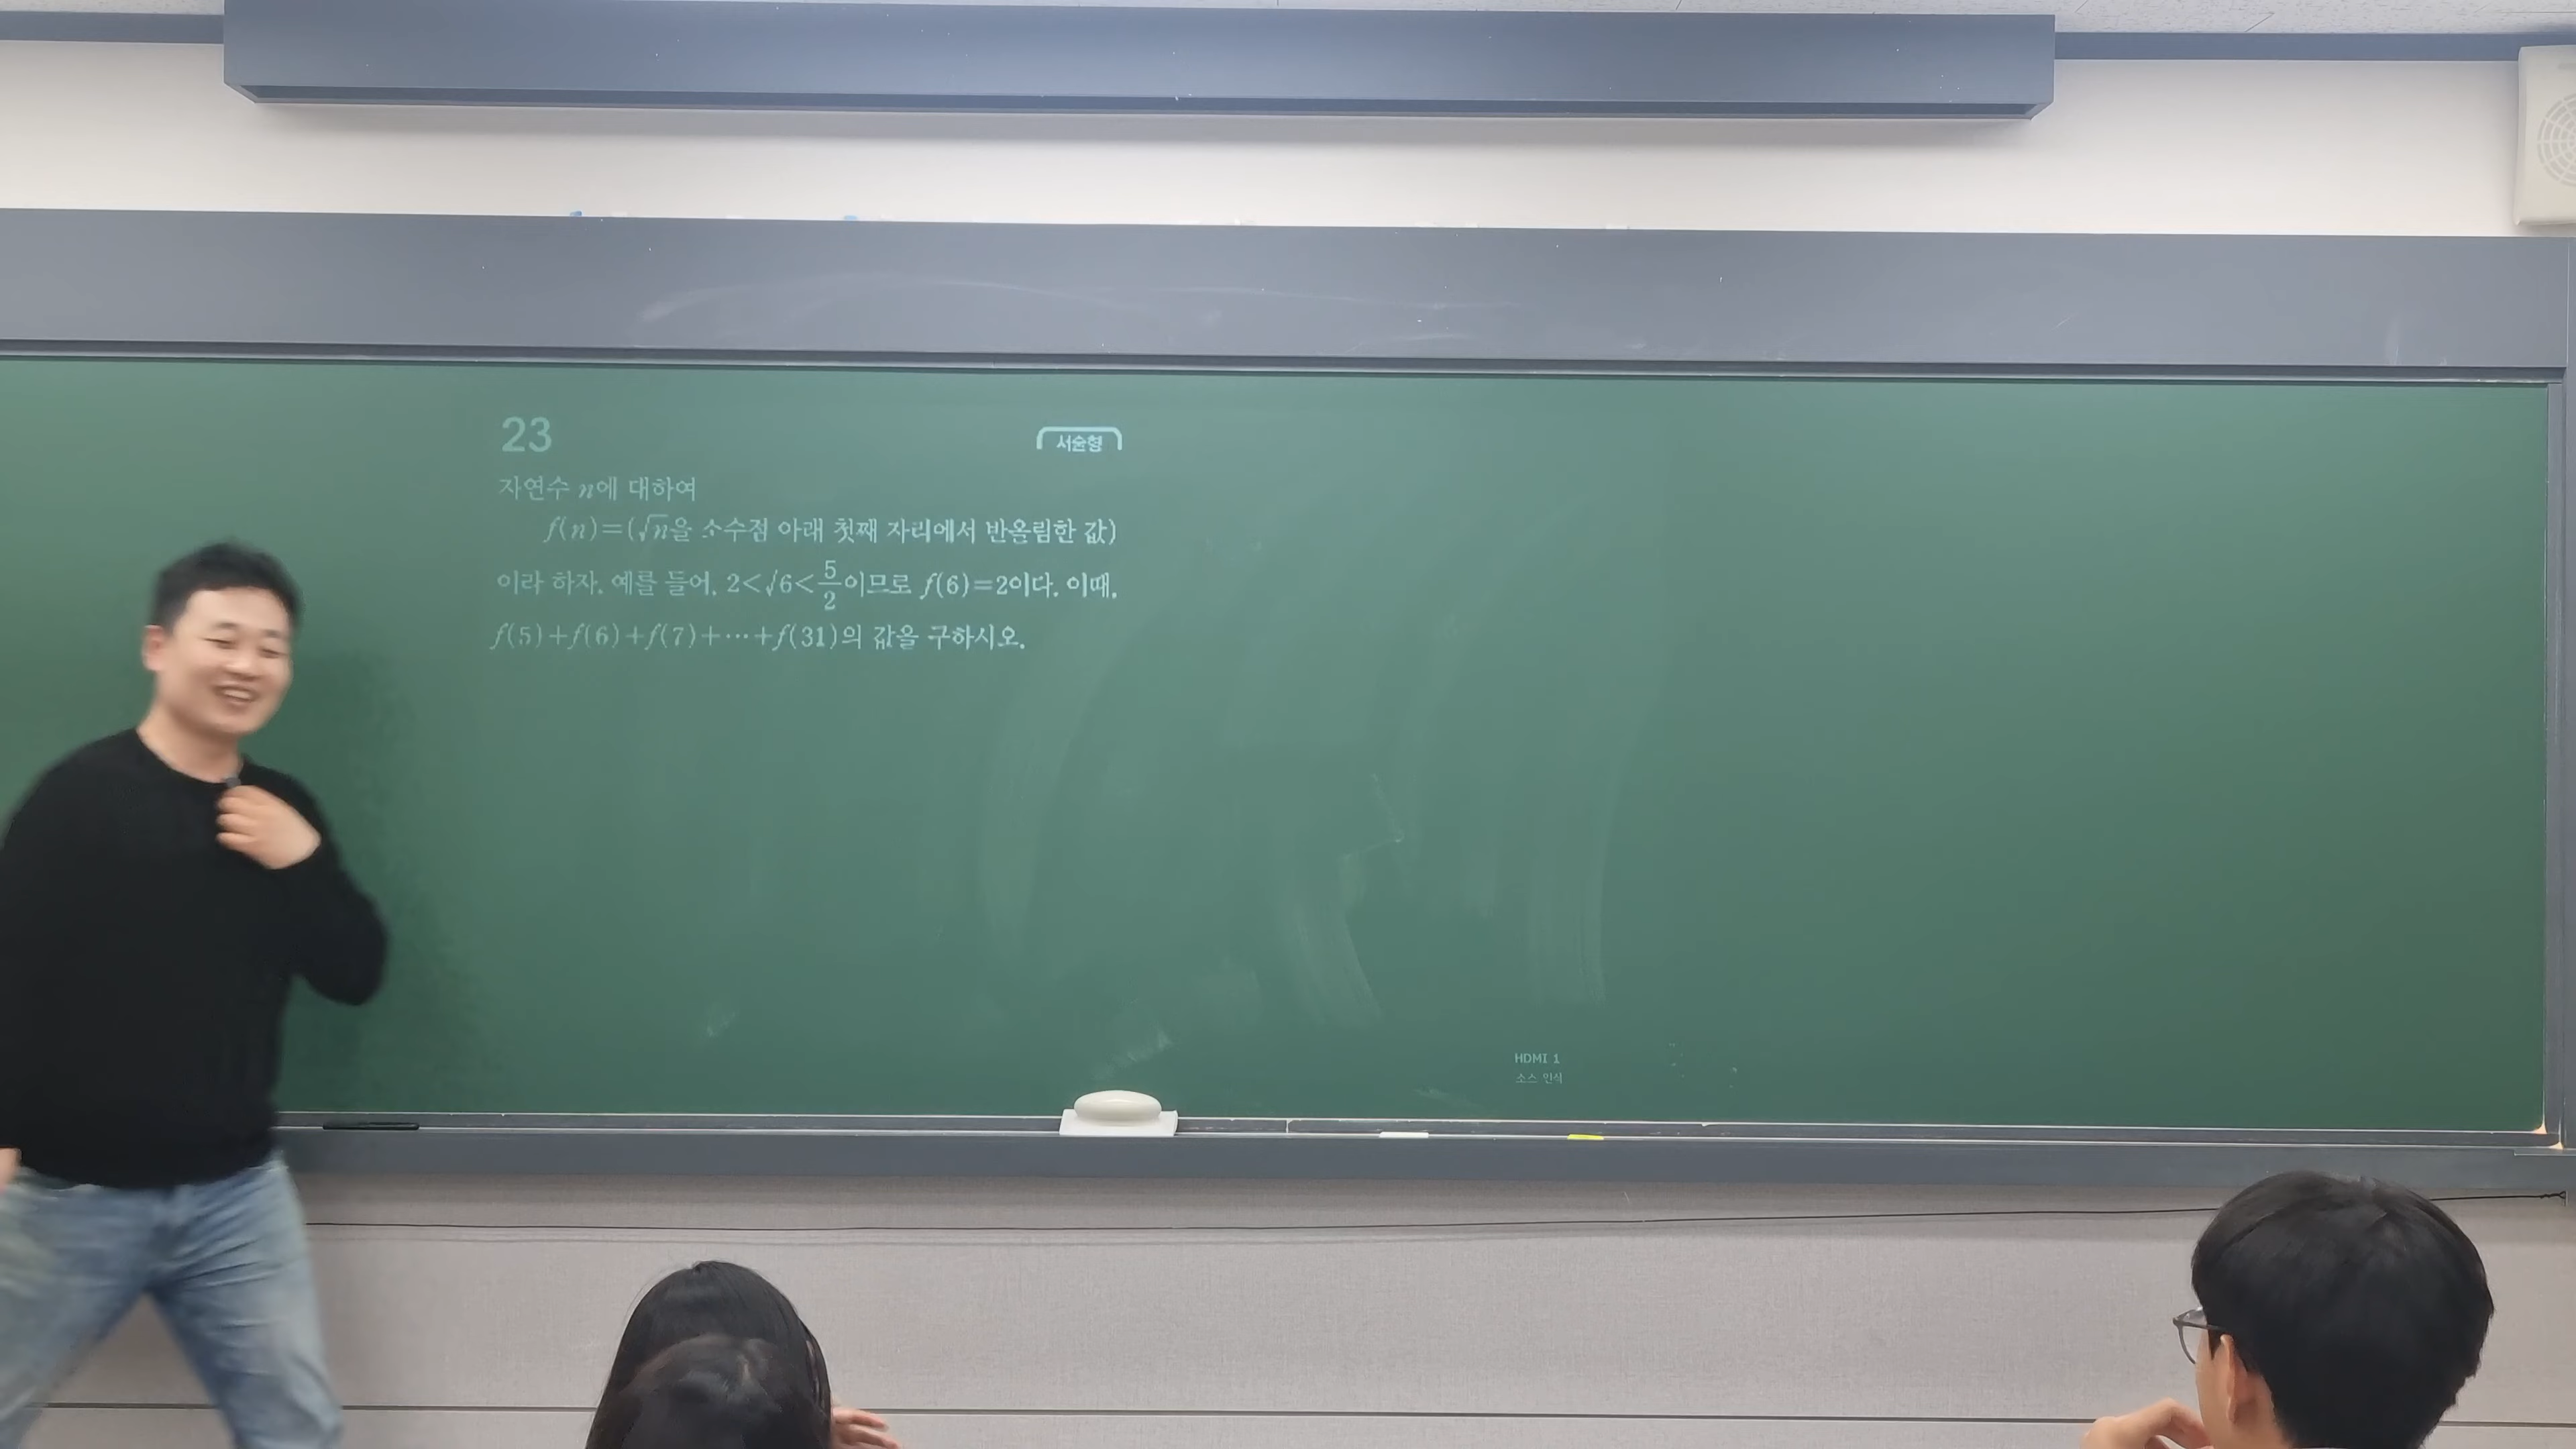 23
서술형
자연수 n에 대하여
f(n)=(√n을 소수점 아래 첫째 자리에서 반올림한 값)
이라 하자. 예를 들어, 2<√6<5/2이므로 f(6)=2이다. 이때,
f(5)+f(6)+f(7)+⋯+f(31)의 값을 구하시오.
HDMI 1
소스 인식